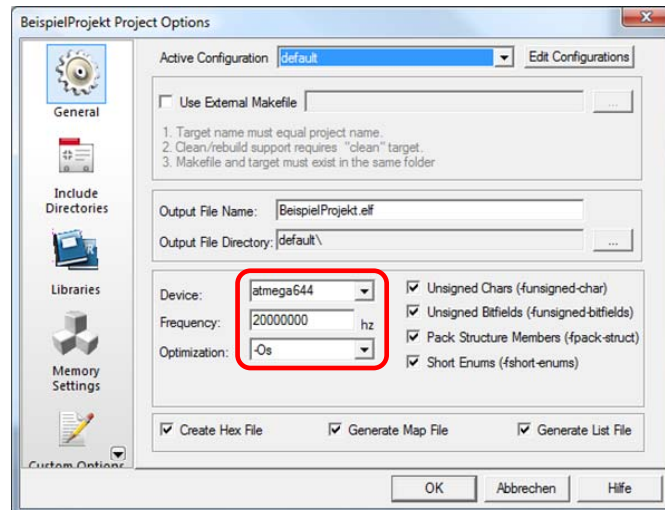 BeispielProjekt Project Options
General
Include
Directories
Libraries
Memory
Settings
Custom Options
Active Configuration default Edit Configurations
Use External Makefile ...
1. Target name must equal project name.
2. Clean/rebuild support requires "clean" target.
3. Makefile and target must exist in the same folder
Output File Name: BeispielProjekt.elf
Output File Directory: default\ ...
Device: atmega644
Frequency: 20000000 hz
Optimization: -Os
Unsigned Chars (-funsigned-char)
Unsigned Bitfields (-funsigned-bitfields)
Pack Structure Members (-fpack-struct)
Short Enums (-fshort-enums)
Create Hex File Generate Map File Generate List File
OK Abbrechen Hilfe